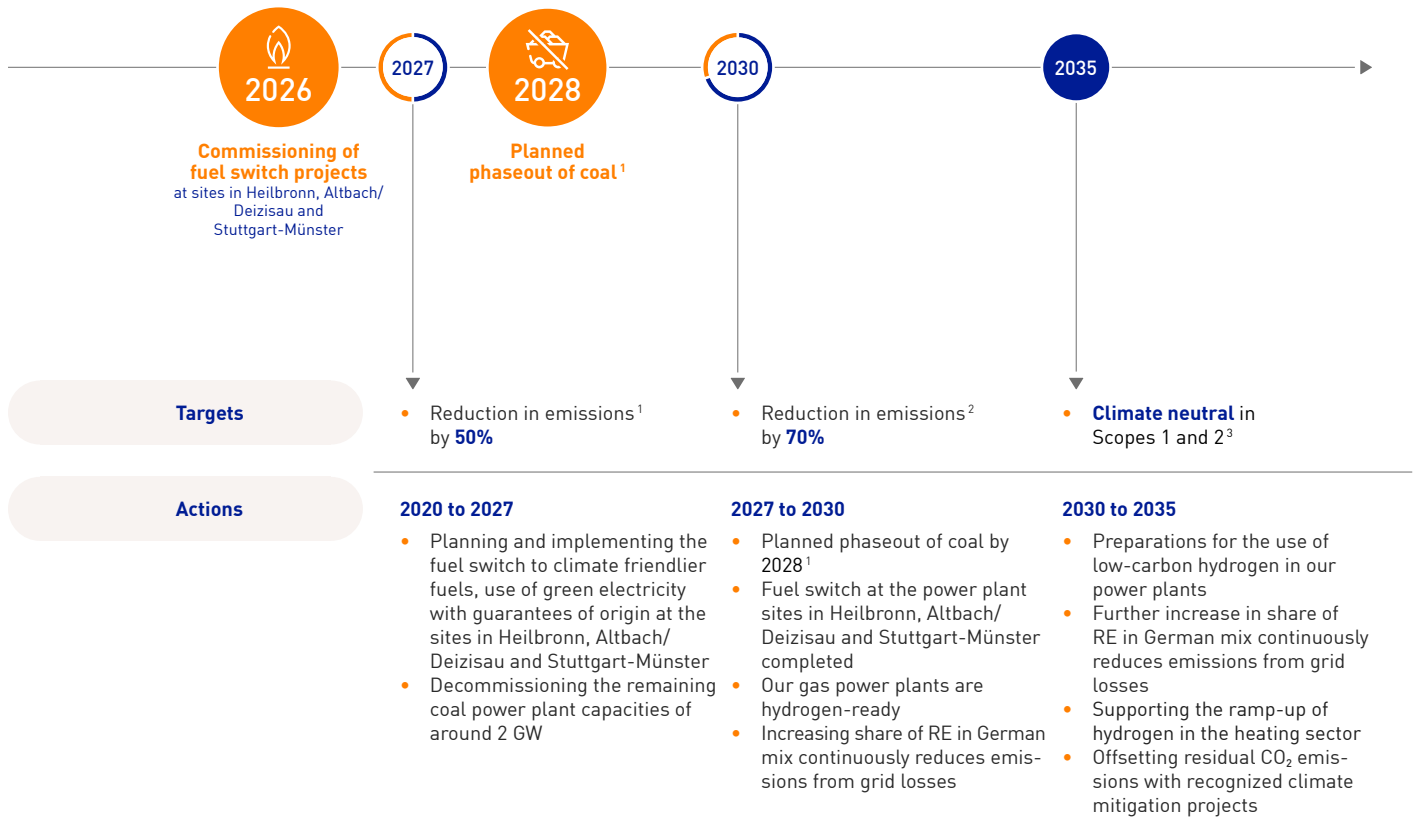 2026
2027
2028
2030
2035
Commissioning of
fuel switch projects
at sites in Heilbronn, Altbach/
Deizisau and
Stuttgart-Münster
Planned
phaseout of coal ¹
Targets
• Reduction in emissions ¹
by 50%
• Reduction in emissions ²
by 70%
• Climate neutral in
Scopes 1 and 2 ³
Actions
2020 to 2027
• Planning and implementing the
fuel switch to climate friendlier
fuels, use of green electricity
with guarantees of origin at the
sites in Heilbronn, Altbach/
Deizisau and Stuttgart-Münster
• Decommissioning the remaining
coal power plant capacities of
around 2 GW
2027 to 2030
• Planned phaseout of coal by
2028 ¹
• Fuel switch at the power plant
sites in Heilbronn, Altbach/
Deizisau and Stuttgart-Münster
completed
• Our gas power plants are
hydrogen-ready
• Increasing share of RE in German
mix continuously reduces emis-
sions from grid losses
2030 to 2035
• Preparations for the use of
low-carbon hydrogen in our
power plants
• Further increase in share of
RE in German mix continuously
reduces emissions from grid
losses
• Supporting the ramp-up of
hydrogen in the heating sector
• Offsetting residual CO₂ emis-
sions with recognized climate
mitigation projects